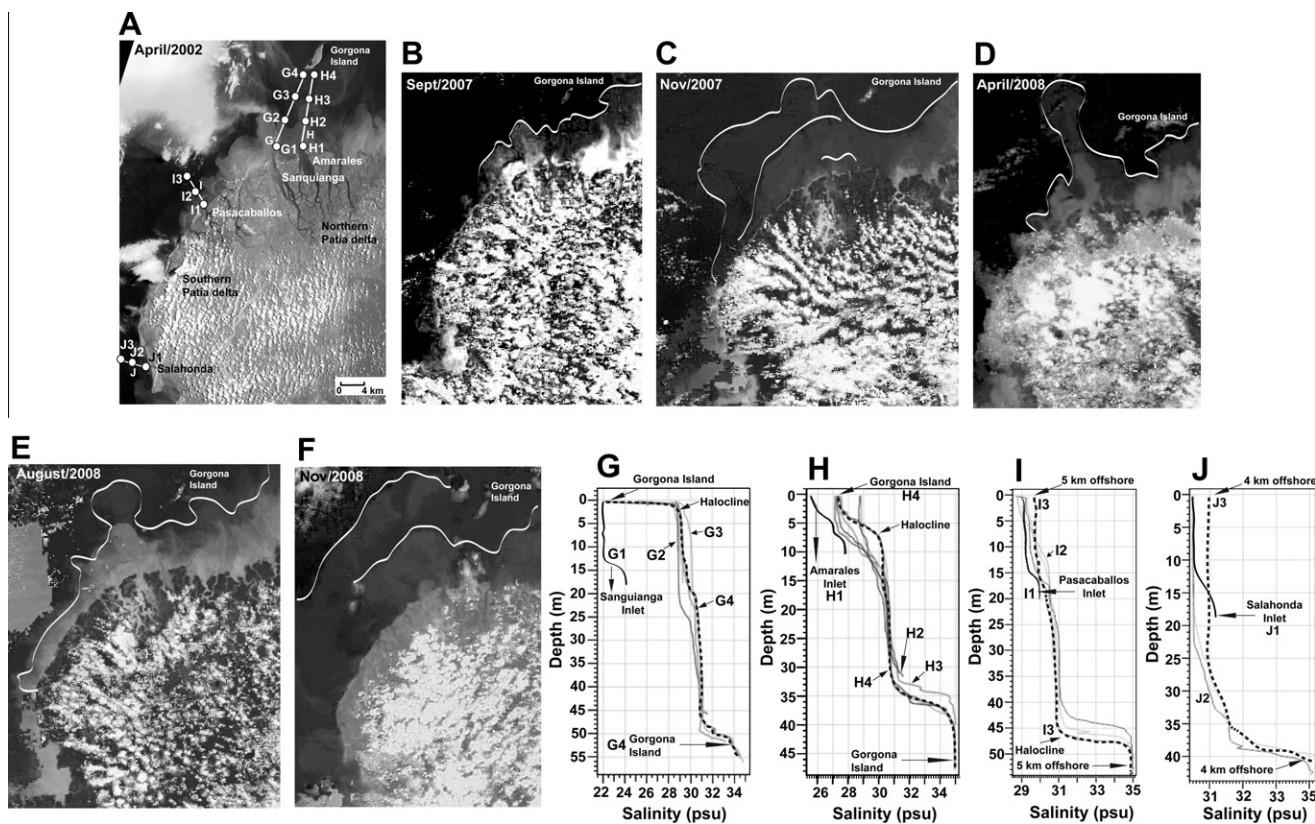 A
April/2002
Gorgona
Island
G4
H4
G3
H3
G2
H2
H
G
G1
H1
Amarales
Sanquianga
I3
I
I2
I1
Pasacaballos
Northern
Patia delta
Southern
Patia delta
J3
J2
J1
J
Salahonda
0 4 km
B
Sept/2007
Gorgona Island
C
Nov/2007
Gorgona Island
D
April/2008
Gorgona Island
E
August/2008
Gorgona
Island
F
Nov/2008
Gorgona
Island
G
Gorgona Island
Halocline
G3
G2
G1
Sanguianga
Inlet
G4
G4 Gorgona
Island
0
5
10
15
20
25
30
35
40
45
50
55
Depth (m)
22 24 26 28 30 32 34
Salinity (psu)
H
Gorgona Island
H4
Halocline
Amarales
Inlet
H1
H2
H4
H3
Gorgona
Island
0
5
10
15
20
25
30
35
40
45
Depth (m)
26 28 30 32 34
Salinity (psu)
I
5 km offshore
I3
I2
Pasacaballos
Inlet
I1
I3
Halocline
5 km offshore
0
5
10
15
20
25
30
35
40
45
50
Depth (m)
29 31 33 35
Salinity (psu)
J
4 km offshore
J3
Salahonda
Inlet
J1
J2
4 km offshore
0
5
10
15
20
25
30
35
40
Depth (m)
31 32 33 34 35
Salinity (psu)